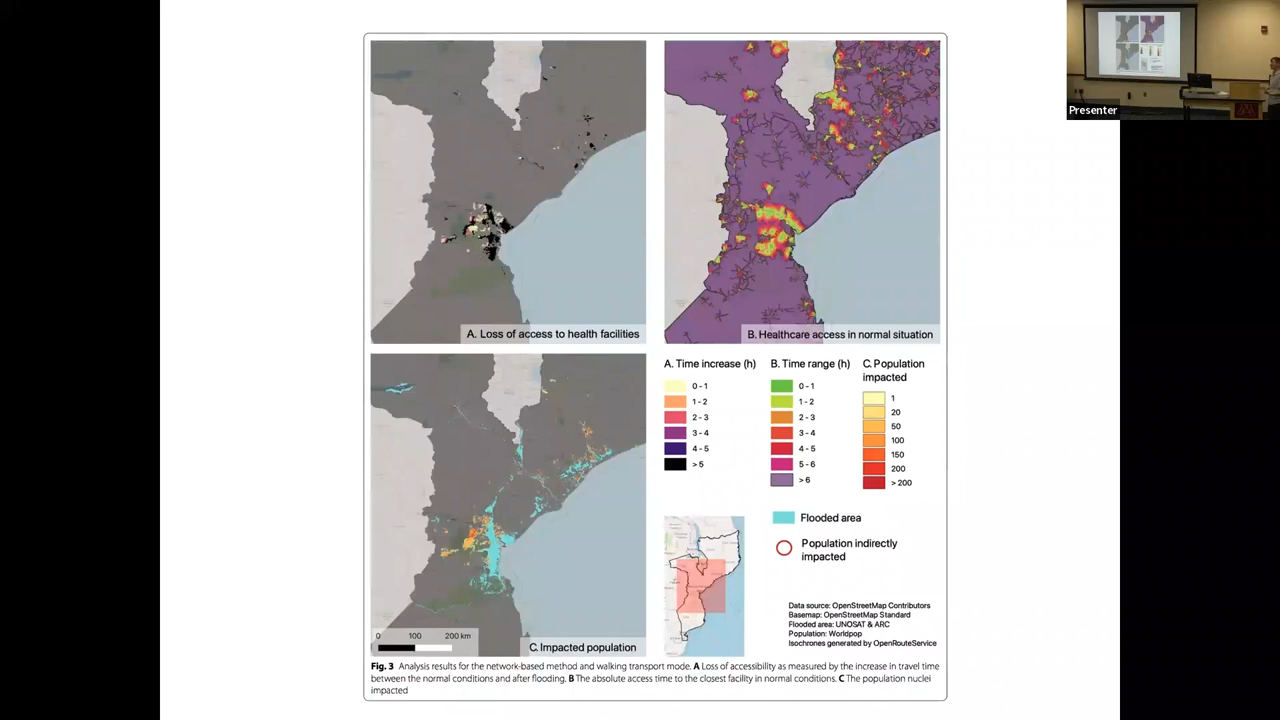 Presenter
A. Loss of access to health facilities
B. Healthcare access in normal situation
A. Time increase (h)
0 - 1
1 - 2
2 - 3
3 - 4
4 - 5
> 5
B. Time range (h)
0 - 1
1 - 2
2 - 3
3 - 4
4 - 5
5 - 6
> 6
C. Population
impacted
1
20
50
100
150
200
> 200
Flooded area
Population indirectly
impacted
0 100 200 km
C. Impacted population
Data source: OpenStreetMap Contributors
Basemap: OpenStreetMap Standard
Flooded area: UNOSAT & ARC
Population: Worldpop
Isochrones generated by OpenRouteService
Fig. 3 Analysis results for the network-based method and walking transport mode. A Loss of accessibility as measured by the increase in travel time
between the normal conditions and after flooding. B The absolute access time to the closest facility in normal conditions. C The population nuclei
impacted